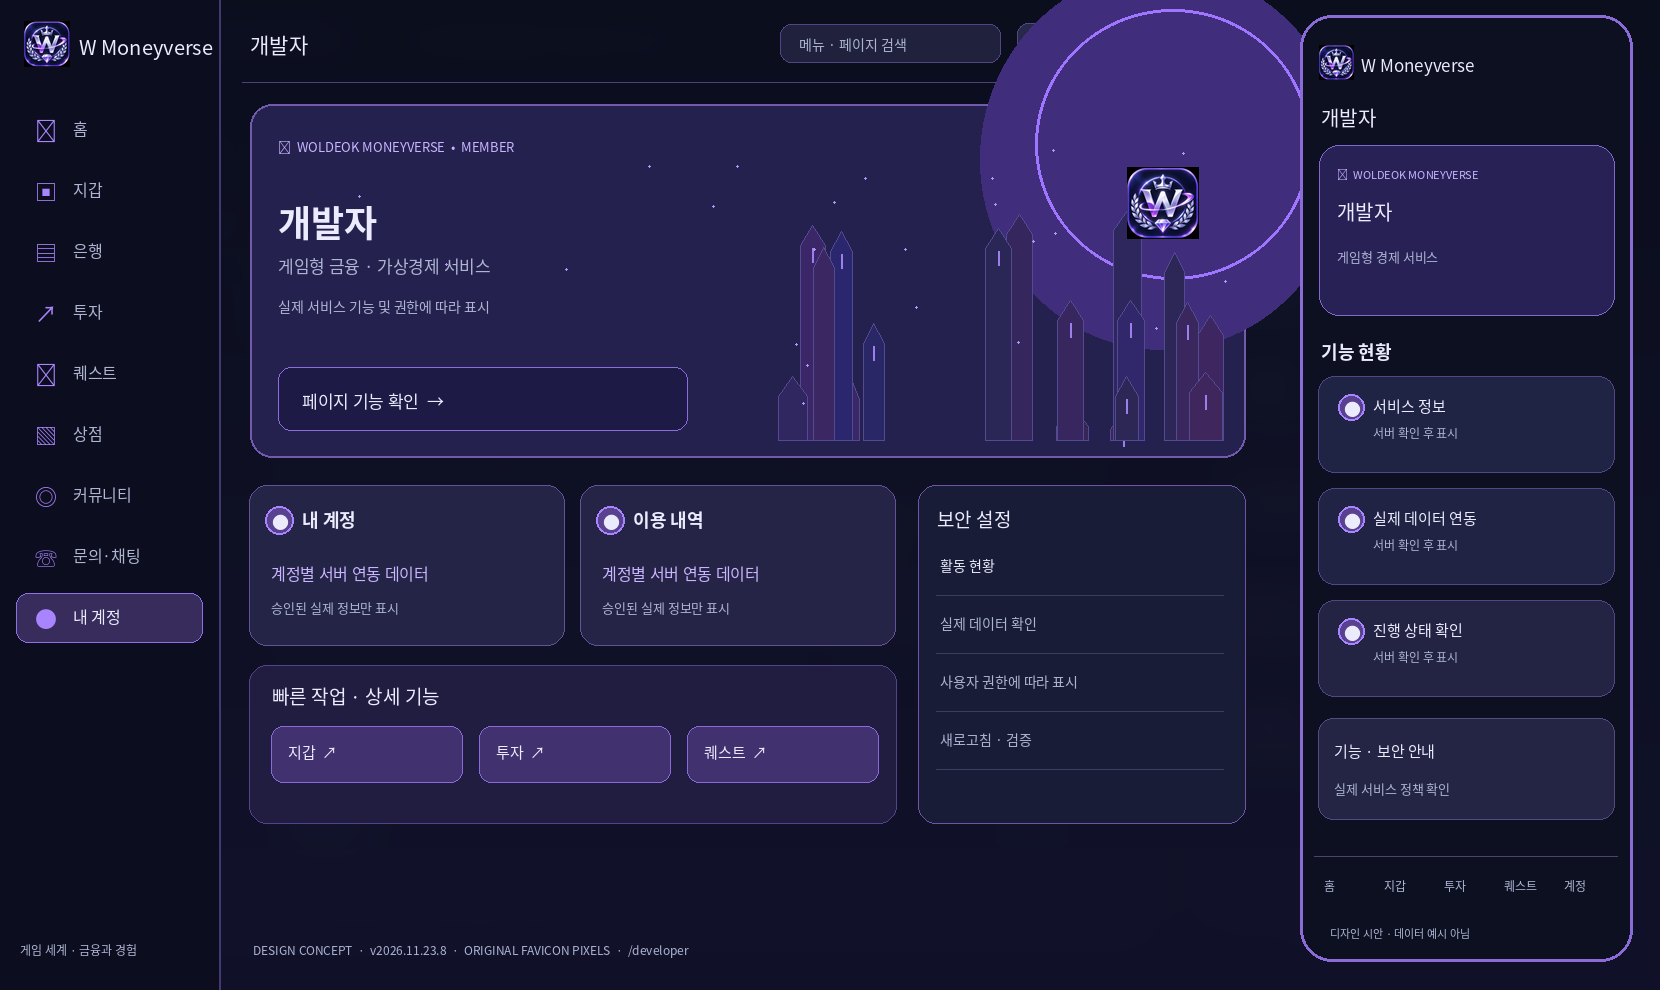 W Moneyverse
홈
지갑
은행
투자
퀘스트
상점
커뮤니티
문의·채팅
내 계정
게임 세계 · 금융과 경험
개발자
메뉴 · 페이지 검색
WOLDEOK MONEYVERSE • MEMBER
개발자
게임형 금융 · 가상경제 서비스
실제 서비스 기능 및 권한에 따라 표시
페이지 기능 확인 →
내 계정
계정별 서버 연동 데이터
승인된 실제 정보만 표시
이용 내역
계정별 서버 연동 데이터
승인된 실제 정보만 표시
보안 설정
활동 현황
실제 데이터 확인
사용자 권한에 따라 표시
새로고침 · 검증
빠른 작업 · 상세 기능
지갑 ↗
투자 ↗
퀘스트 ↗
DESIGN CONCEPT · v2026.11.23.8 · ORIGINAL FAVICON PIXELS · /developer
W Moneyverse
개발자
WOLDEOK MONEYVERSE
개발자
게임형 경제 서비스
기능 현황
서비스 정보
서버 확인 후 표시
실제 데이터 연동
서버 확인 후 표시
진행 상태 확인
서버 확인 후 표시
기능 · 보안 안내
실제 서비스 정책 확인
홈 지갑 투자 퀘스트 계정
디자인 시안 · 데이터 예시 아님